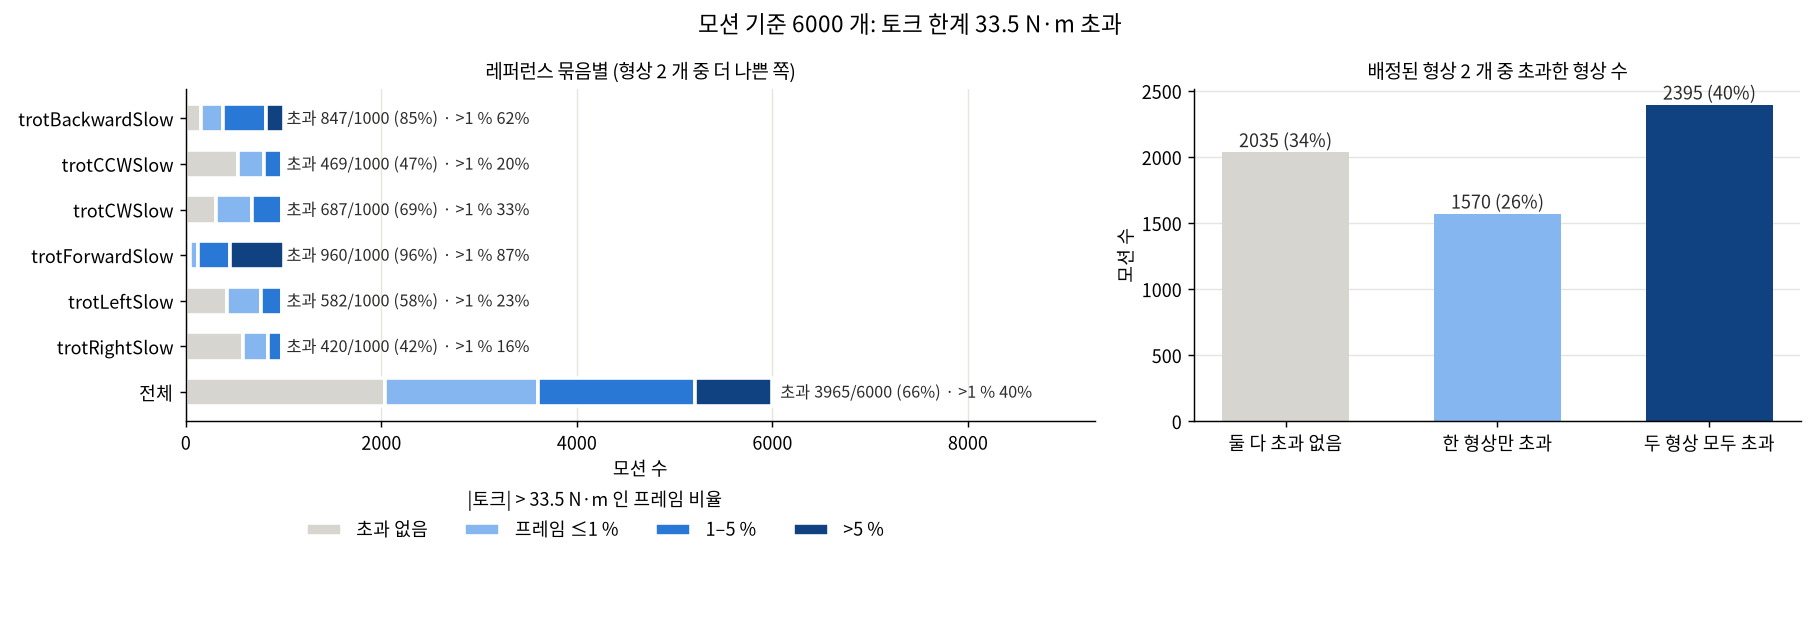 모션 기준 6000 개: 토크 한계 33.5 N·m 초과
레퍼런스 묶음별 (형상 2 개 중 더 나쁜 쪽)
trotBackwardSlow
초과 847/1000 (85%) · >1 % 62%
trotCCWSlow
초과 469/1000 (47%) · >1 % 20%
trotCWSlow
초과 687/1000 (69%) · >1 % 33%
trotForwardSlow
초과 960/1000 (96%) · >1 % 87%
trotLeftSlow
초과 582/1000 (58%) · >1 % 23%
trotRightSlow
초과 420/1000 (42%) · >1 % 16%
전체
초과 3965/6000 (66%) · >1 % 40%
0 2000 4000 6000 8000
모션 수
|토크| > 33.5 N·m 인 프레임 비율
초과 없음 프레임 ≤1 % 1–5 % >5 %
배정된 형상 2 개 중 초과한 형상 수
모션 수
2500
2000
1500
1000
500
0
2035 (34%)
1570 (26%)
2395 (40%)
둘 다 초과 없음 한 형상만 초과 두 형상 모두 초과